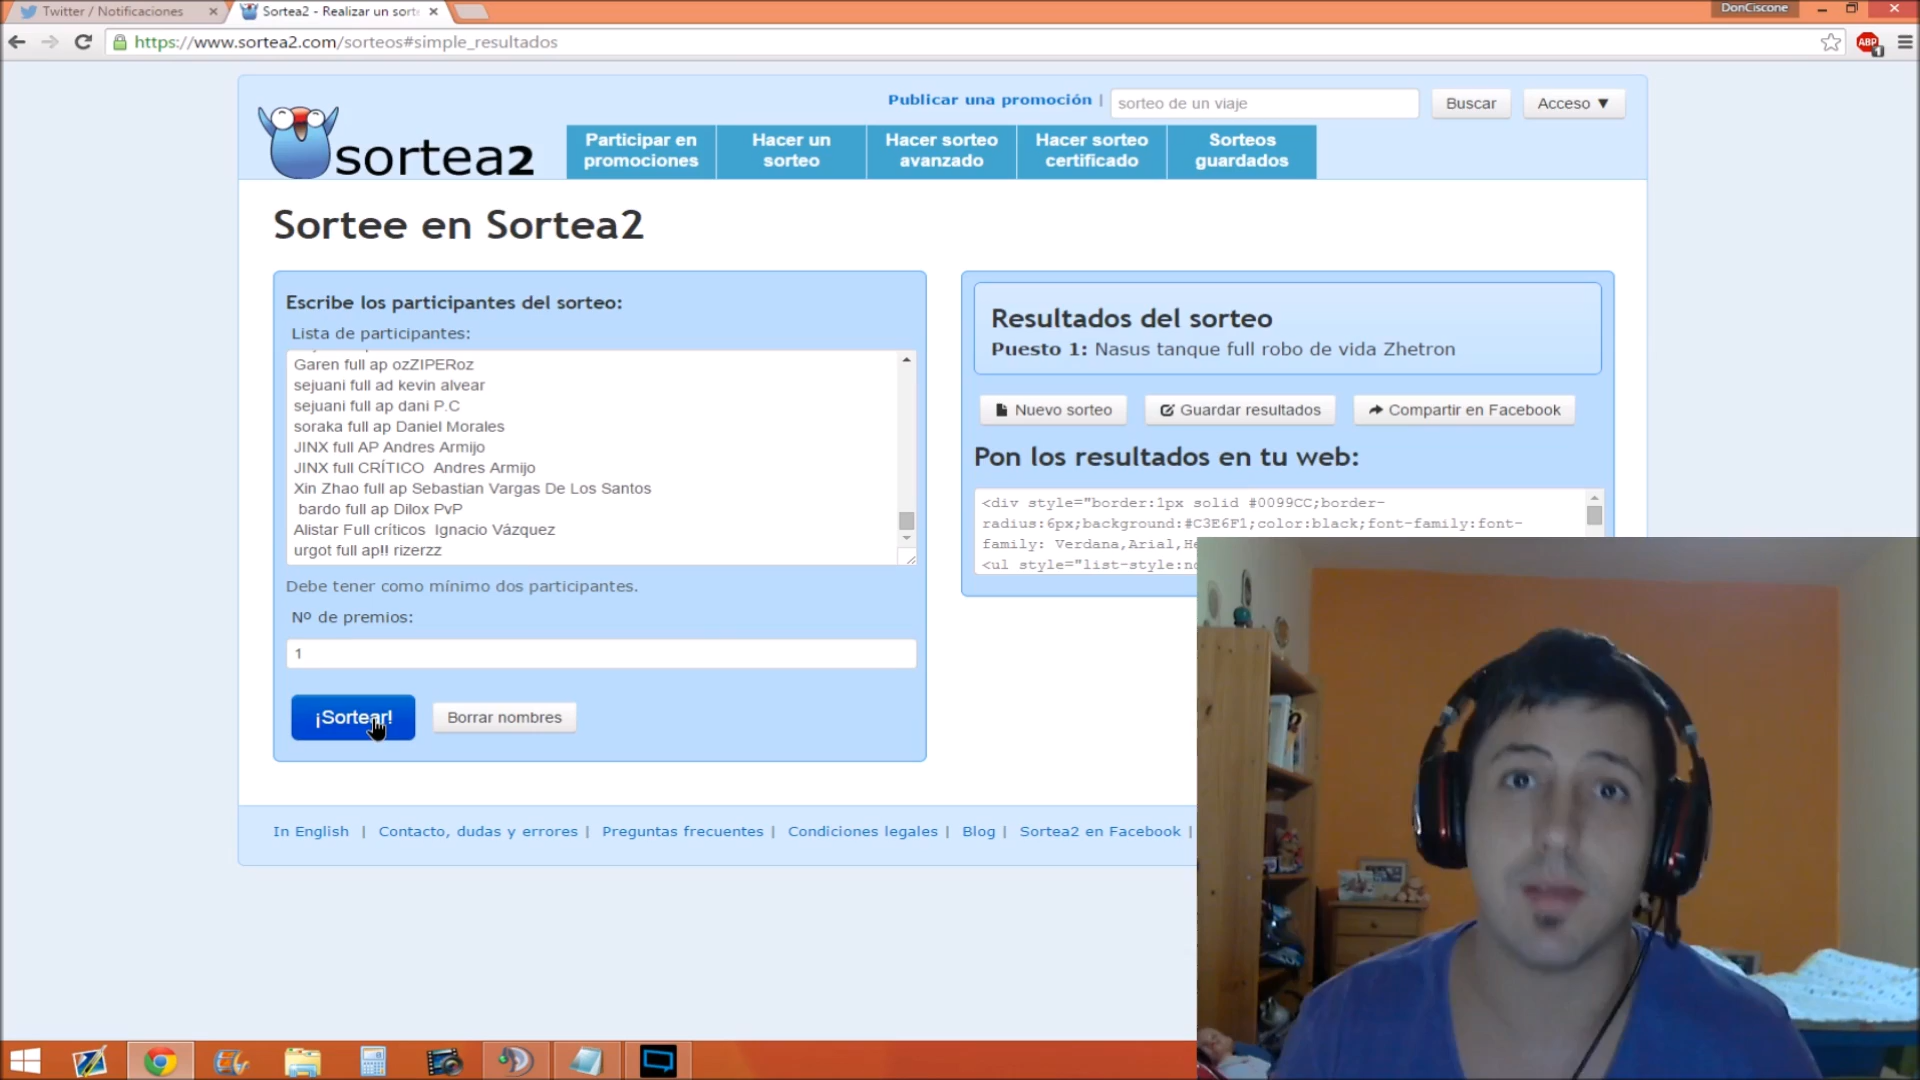 Twitter / Notificaciones
Sortea2 - Realizar un sorte
DonCiscone
https://www.sortea2.com/sorteos#simple_resultados
ABP
1
Publicar una promoción |
sorteo de un viaje
Buscar
Acceso ▼
sortea2
Participar en
promociones
Hacer un
sorteo
Hacer sorteo
avanzado
Hacer sorteo
certificado
Sorteos
guardados
Sortee en Sortea2
Escribe los participantes del sorteo:
Lista de participantes:
Garen full ap ozZIPERoz
sejuani full ad kevin alvear
sejuani full ap dani P.C
soraka full ap Daniel Morales
JINX full AP Andres Armijo
JINX full CRÍTICO  Andres Armijo
Xin Zhao full ap Sebastian Vargas De Los Santos
bardo full ap Dilox PvP
Alistar Full críticos  Ignacio Vázquez
urgot full ap!! rizerzz
Debe tener como mínimo dos participantes.
Nº de premios:
1
¡Sortear!
Borrar nombres
Resultados del sorteo
Puesto 1: Nasus tanque full robo de vida Zhetron
Nuevo sorteo
Guardar resultados
Compartir en Facebook
Pon los resultados en tu web:
<div style="border:1px solid #0099CC;border-
radius:6px;background:#C3E6F1;color:black;font-family:font-
family: Verdana,Arial,He
<ul style="list-style:no
In English | Contacto, dudas y errores | Preguntas frecuentes | Condiciones legales | Blog | Sortea2 en Facebook |